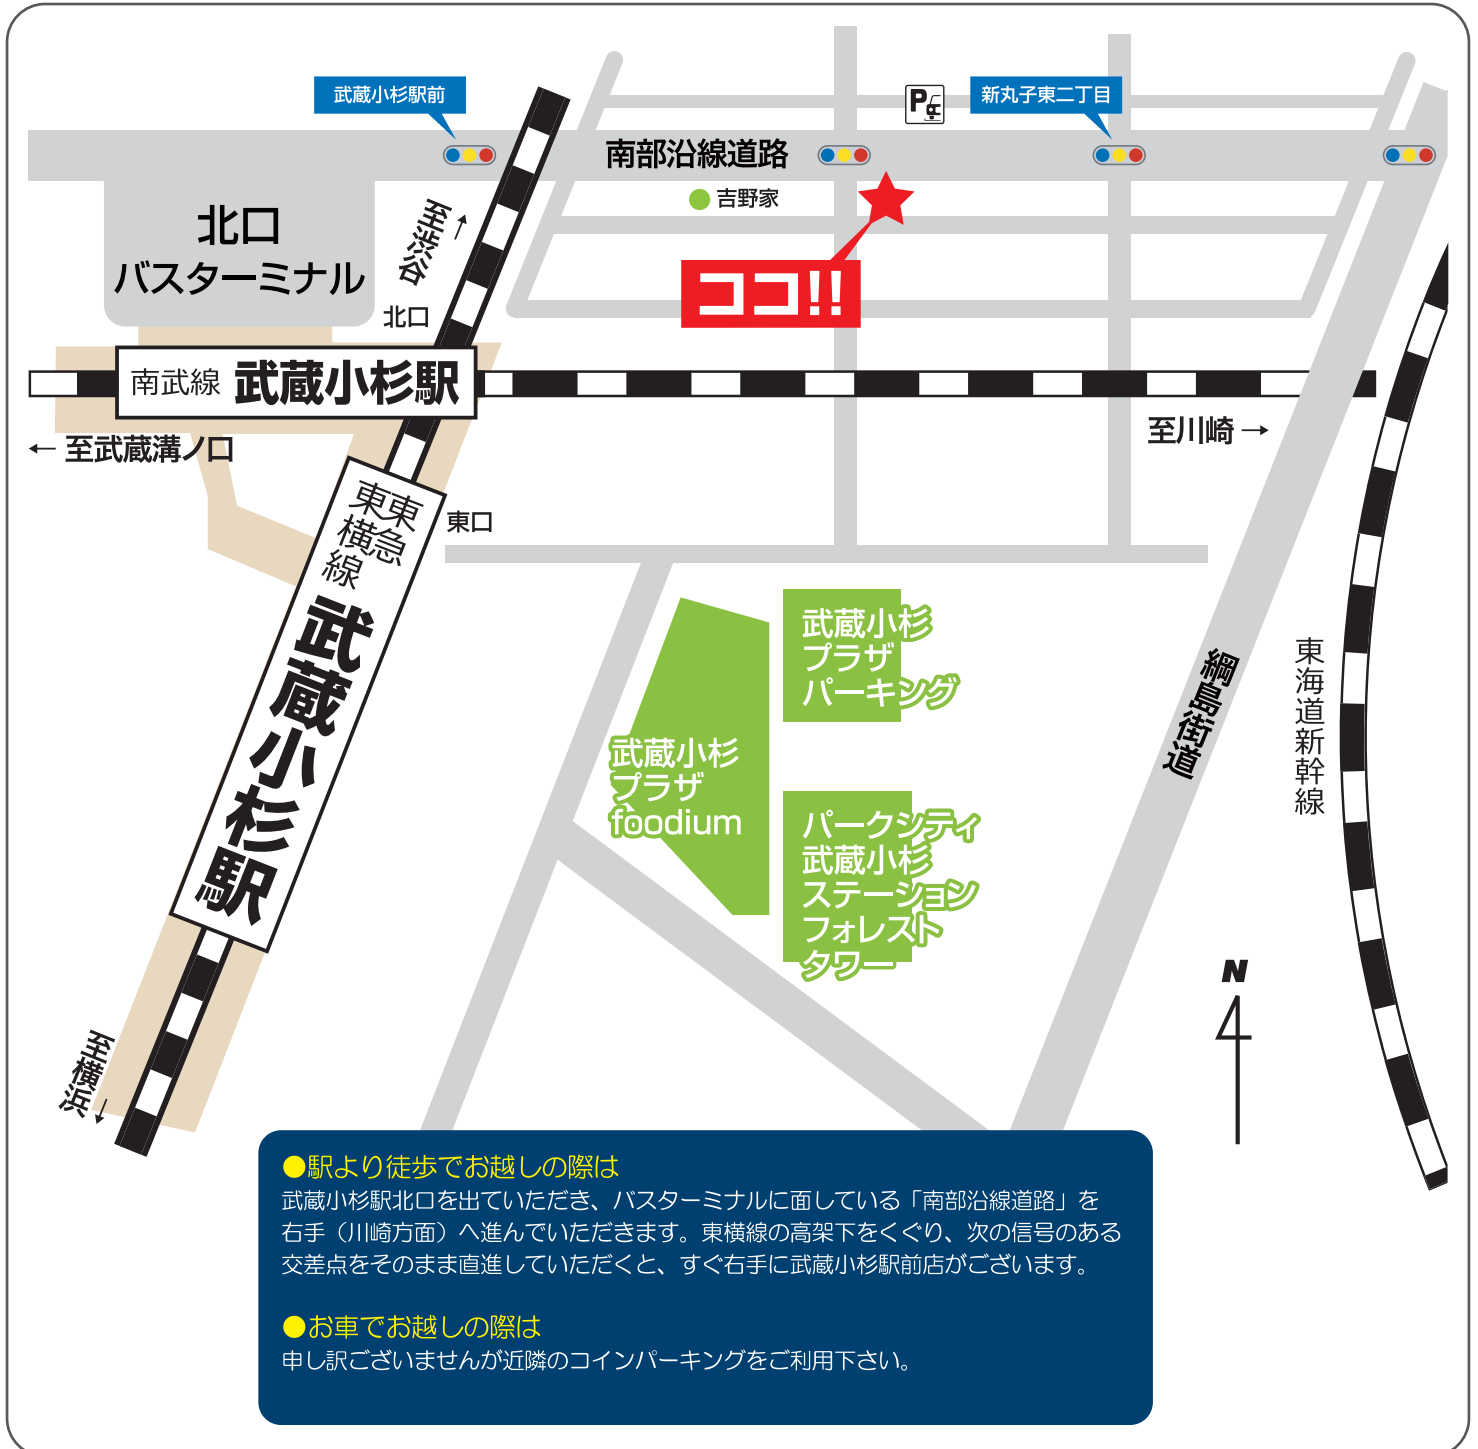 武蔵小杉駅前
P
新丸子東二丁目
南部沿線道路
吉野家
北口
バスターミナル
至渋谷
→
北口
ココ!!
南武線 武蔵小杉駅
←至武蔵溝ノ口
至川崎→
東急
東横線
武蔵小杉駅
東口
武蔵小杉
プラザ
パーキング
武蔵小杉
プラザ
foodium
パークシティ
武蔵小杉
ステーション
フォレスト
タワー
綱島街道
東海道新幹線
N
至横浜
→
●駅より徒歩でお越しの際は
武蔵小杉駅北口を出ていただき、バスターミナルに面している「南部沿線道路」を
右手（川崎方面）へ進んでいただきます。東横線の高架下をくぐり、次の信号のある
交差点をそのまま直進していただくと、すぐ右手に武蔵小杉駅前店がございます。
●お車でお越しの際は
申し訳ございませんが近隣のコインパーキングをご利用下さい。